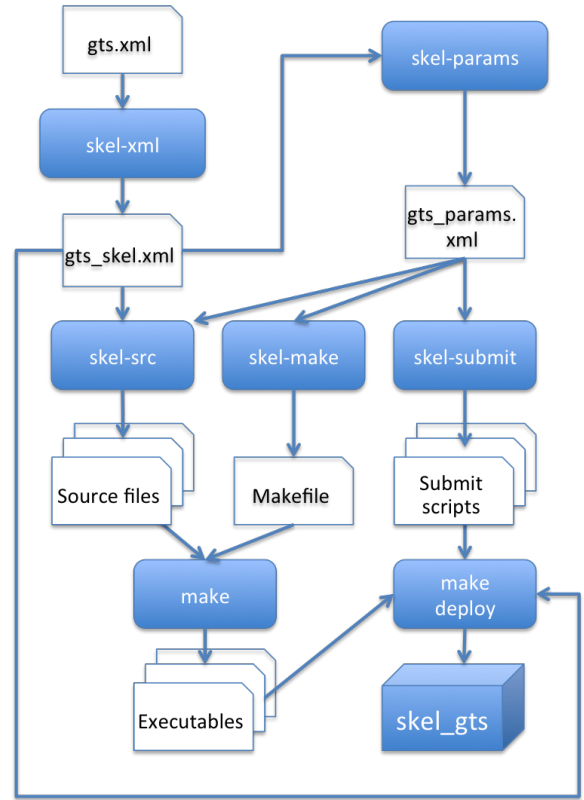 gts.xml
skel-params
skel-xml
gts_params.
xml
gts_skel.xml
skel-src
skel-make
skel-submit
Source files
Makefile
Submit
scripts
make
make
deploy
Executables
skel_gts